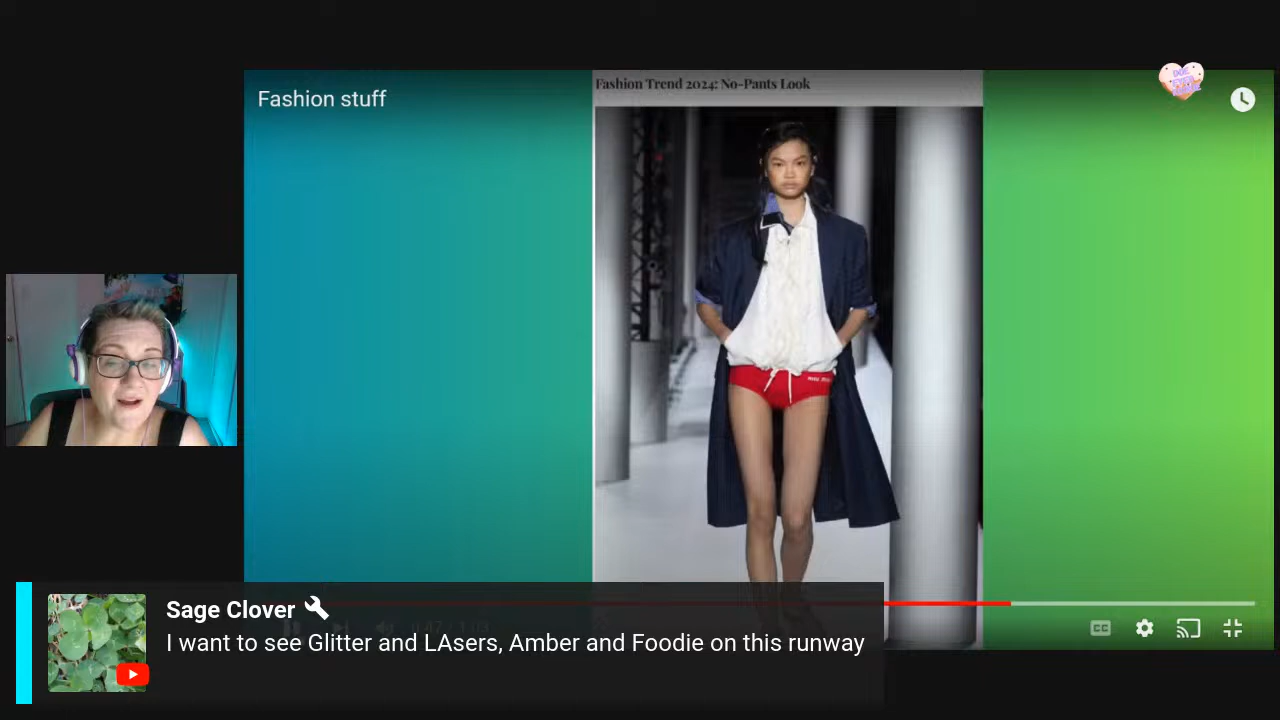 Fashion stuff
Fashion Trend 2024: No-Pants Look
Sage Clover
I want to see Glitter and LAsers, Amber and Foodie on this runway
CC